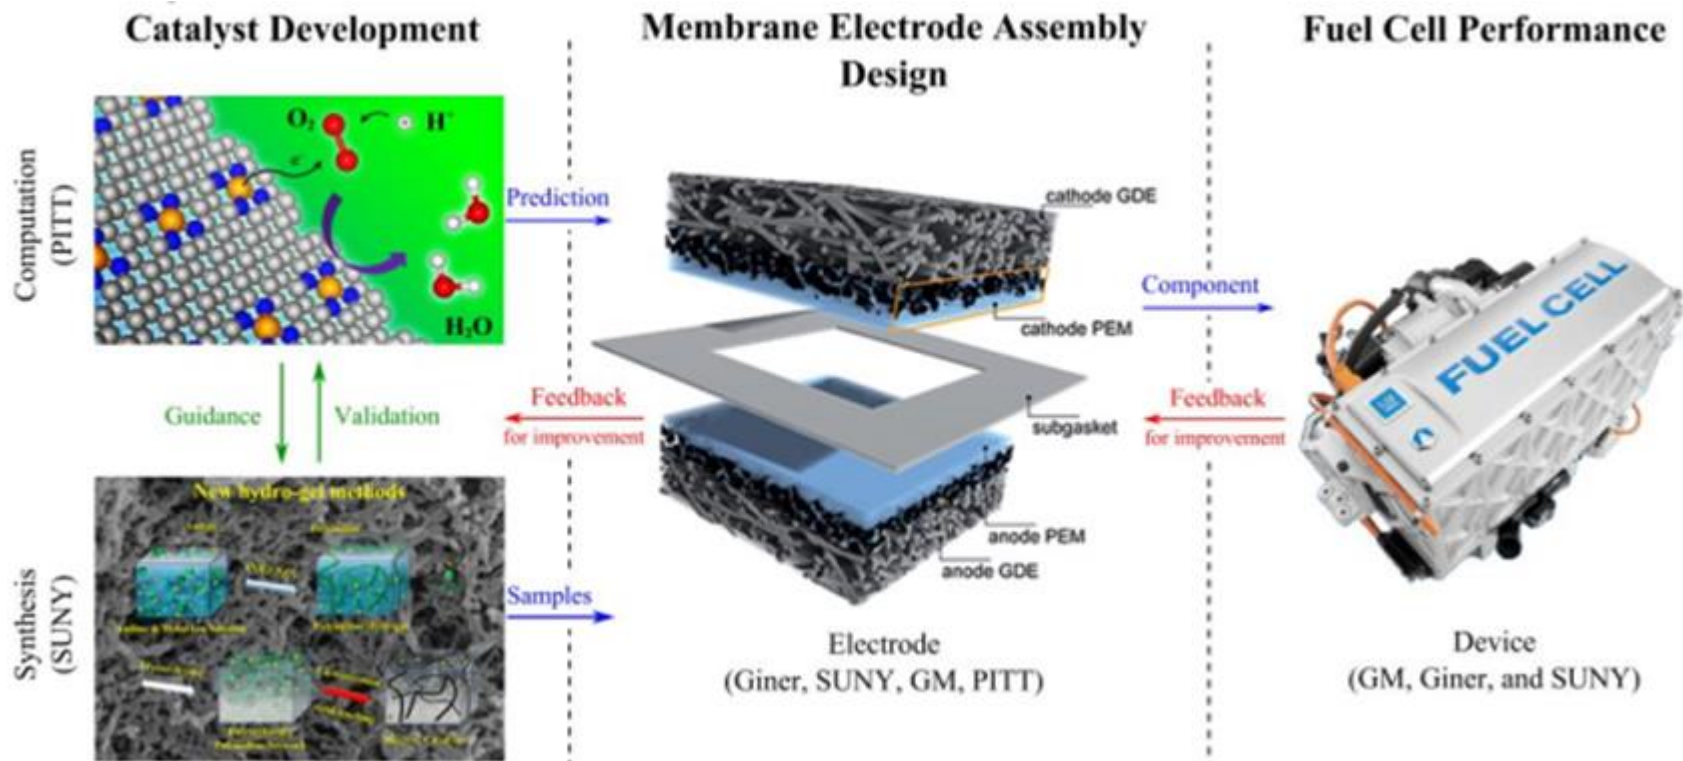 Catalyst Development
Membrane Electrode Assembly
Design
Fuel Cell Performance
Computation
(PITT)
O₂
H⁺
e⁻
H₂O
Prediction
Guidance
Validation
Feedback
for improvement
Synthesis
(SUNY)
New hydro-gel methods
Samples
cathode GDE
cathode PEM
subgasket
anode PEM
anode GDE
Electrode
(Giner, SUNY, GM, PITT)
Component
Feedback
for improvement
FUEL CELL
Device
(GM, Giner, and SUNY)